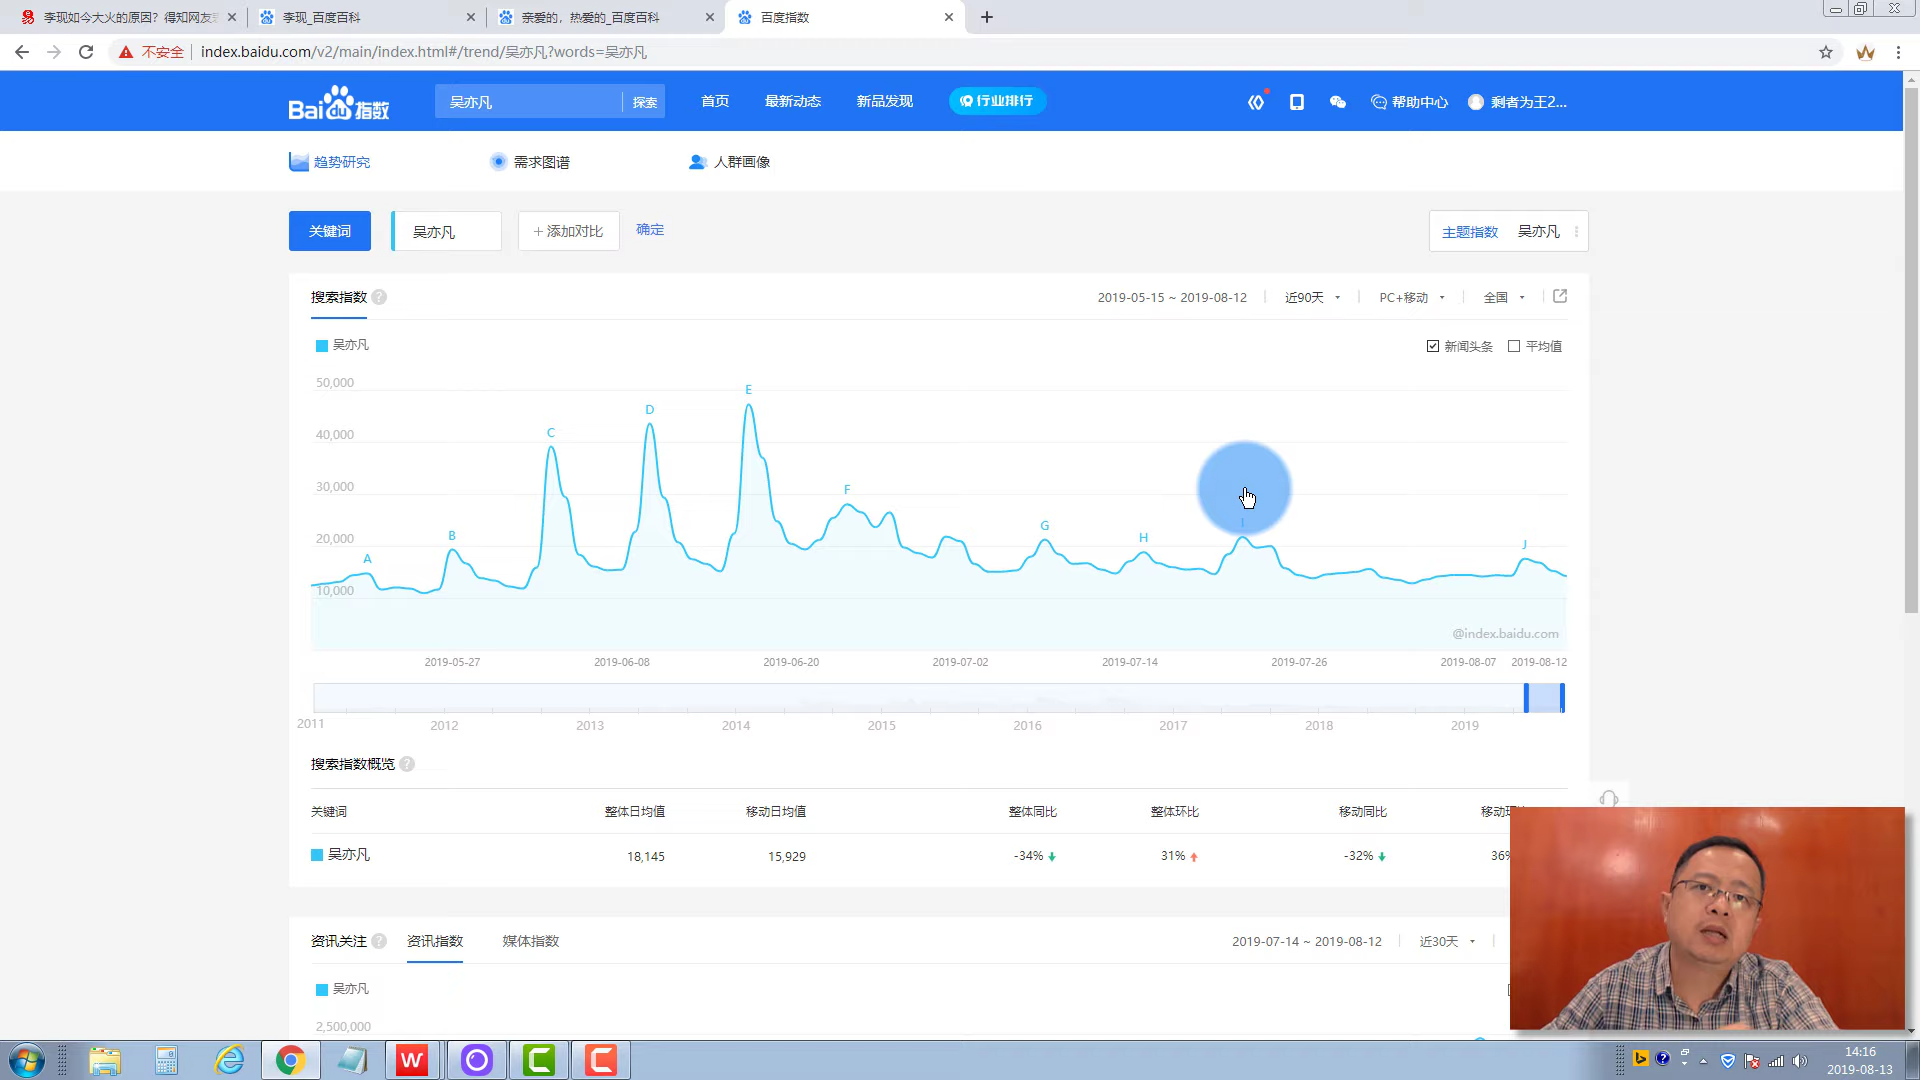 李现如今大火的原因？得知网友
李现_百度百科
亲爱的，热爱的_百度百科
百度指数
不安全
index.baidu.com/v2/main/index.html#/trend/吴亦凡?words=吴亦凡
Bai du 指数
吴亦凡
探索
首页
最新动态
新品发现
行业排行
帮助中心
剩者为王2...
趋势研究
需求图谱
人群画像
关键词
吴亦凡
+ 添加对比
确定
主题指数
吴亦凡
搜索指数 ?
2019-05-15 ~ 2019-08-12
近90天
PC+移动
全国
吴亦凡
新闻头条
平均值
50,000
40,000
30,000
20,000
10,000
A
B
C
D
E
F
G
H
I
J
@index.baidu.com
2019-05-27
2019-06-08
2019-06-20
2019-07-02
2019-07-14
2019-07-26
2019-08-07
2019-08-12
2011
2012
2013
2014
2015
2016
2017
2018
2019
搜索指数概览 ?
关键词
整体日均值
移动日均值
整体同比
整体环比
移动同比
吴亦凡
18,145
15,929
-34%
31%
-32%
资讯关注 ?
资讯指数
媒体指数
2019-07-14 ~ 2019-08-12
近30天
吴亦凡
2,500,000
14:16
2019-08-13